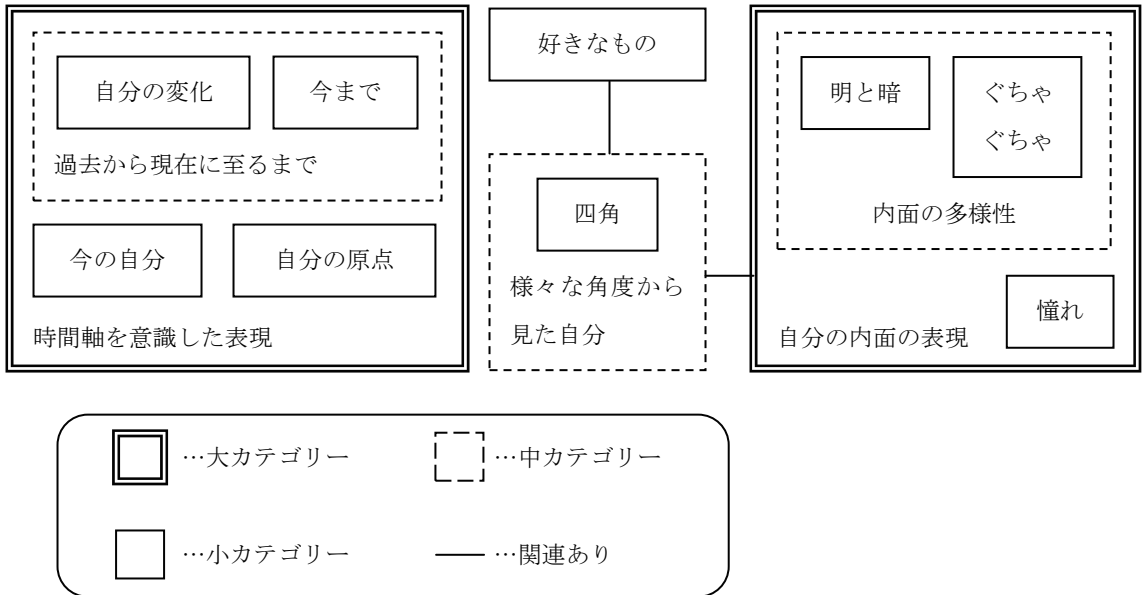 自分の変化
今まで
過去から現在に至るまで
今の自分
自分の原点
時間軸を意識した表現
好きなもの
四角
様々な角度から
見た自分
明と暗
ぐちゃ
ぐちゃ
内面の多様性
憧れ
自分の内面の表現
…大カテゴリー
…中カテゴリー
…小カテゴリー
…関連あり